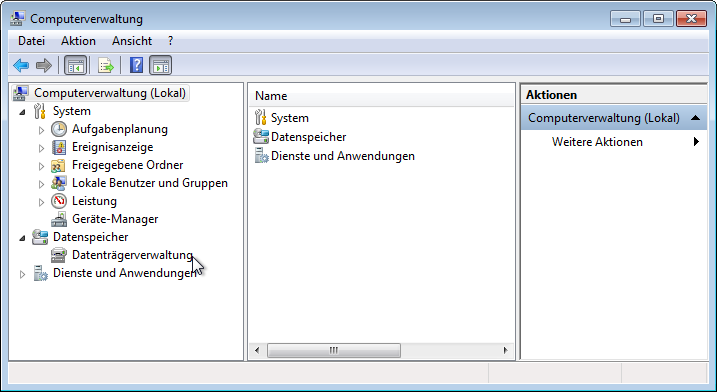 Computerverwaltung
Datei Aktion Ansicht ?
Computerverwaltung (Lokal)
System
Aufgabenplanung
Ereignisanzeige
Freigegebene Ordner
Lokale Benutzer und Gruppen
Leistung
Geräte-Manager
Datenspeicher
Datenträgerverwaltung
Dienste und Anwendungen
Name
System
Datenspeicher
Dienste und Anwendungen
Aktionen
Computerverwaltung (Lokal)
Weitere Aktionen